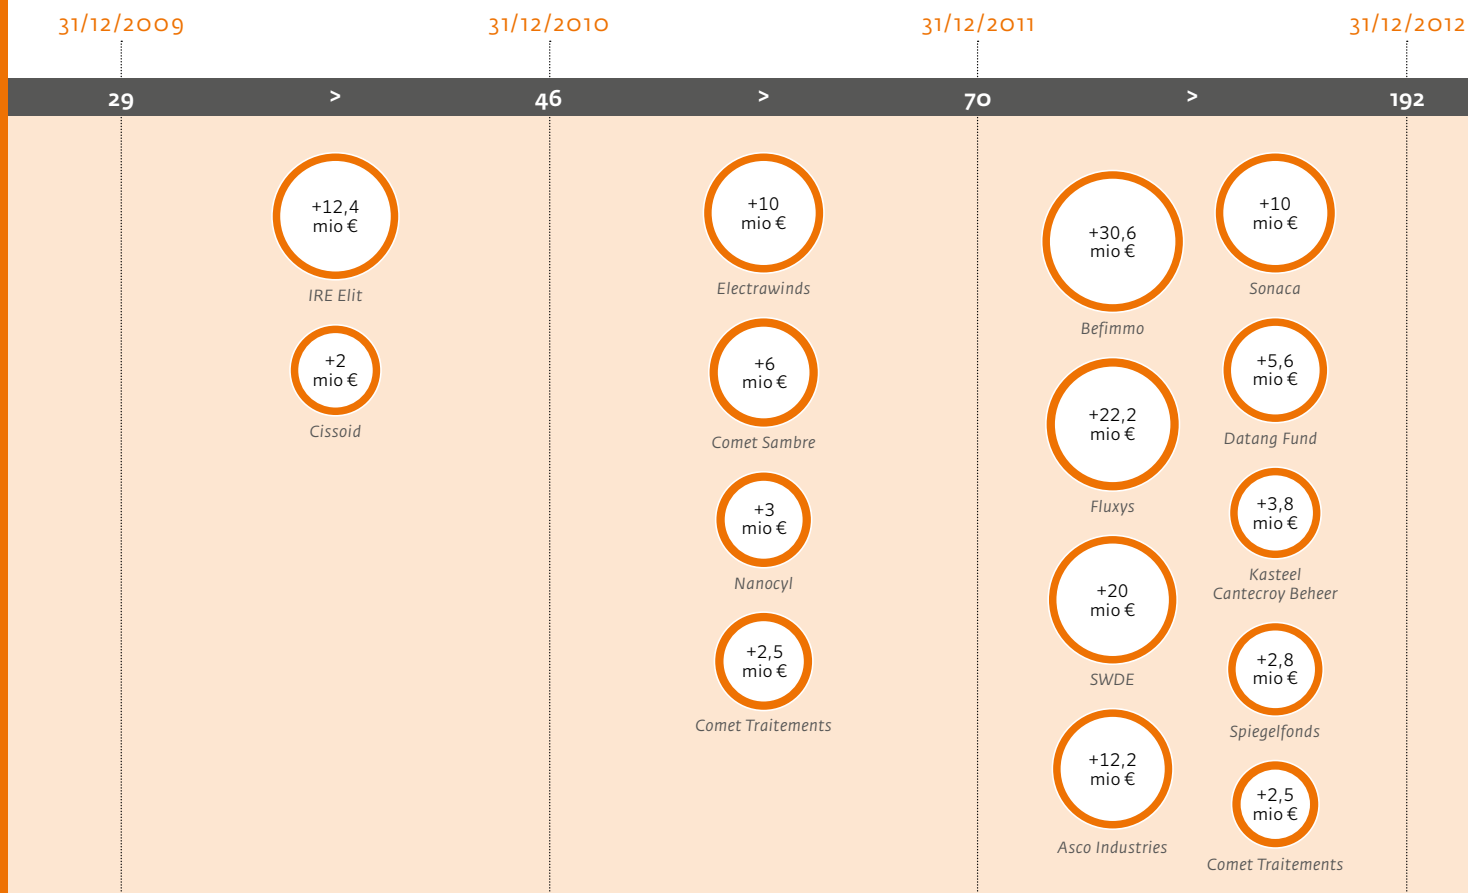 31/12/2009
31/12/2010
31/12/2011
31/12/2012
29 > 46 > 70 > 192
+12,4
mio €
IRE Elit
+2
mio €
Cissoid
+10
mio €
Electrawinds
+6
mio €
Comet Sambre
+3
mio €
Nanocyl
+2,5
mio €
Comet Traitements
+30,6
mio €
Befimmo
+22,2
mio €
Fluxys
+20
mio €
SWDE
+12,2
mio €
Asco Industries
+10
mio €
Sonaca
+5,6
mio €
Datang Fund
+3,8
mio €
Kasteel
Cantecroy Beheer
+2,8
mio €
Spiegelfonds
+2,5
mio €
Comet Traitements